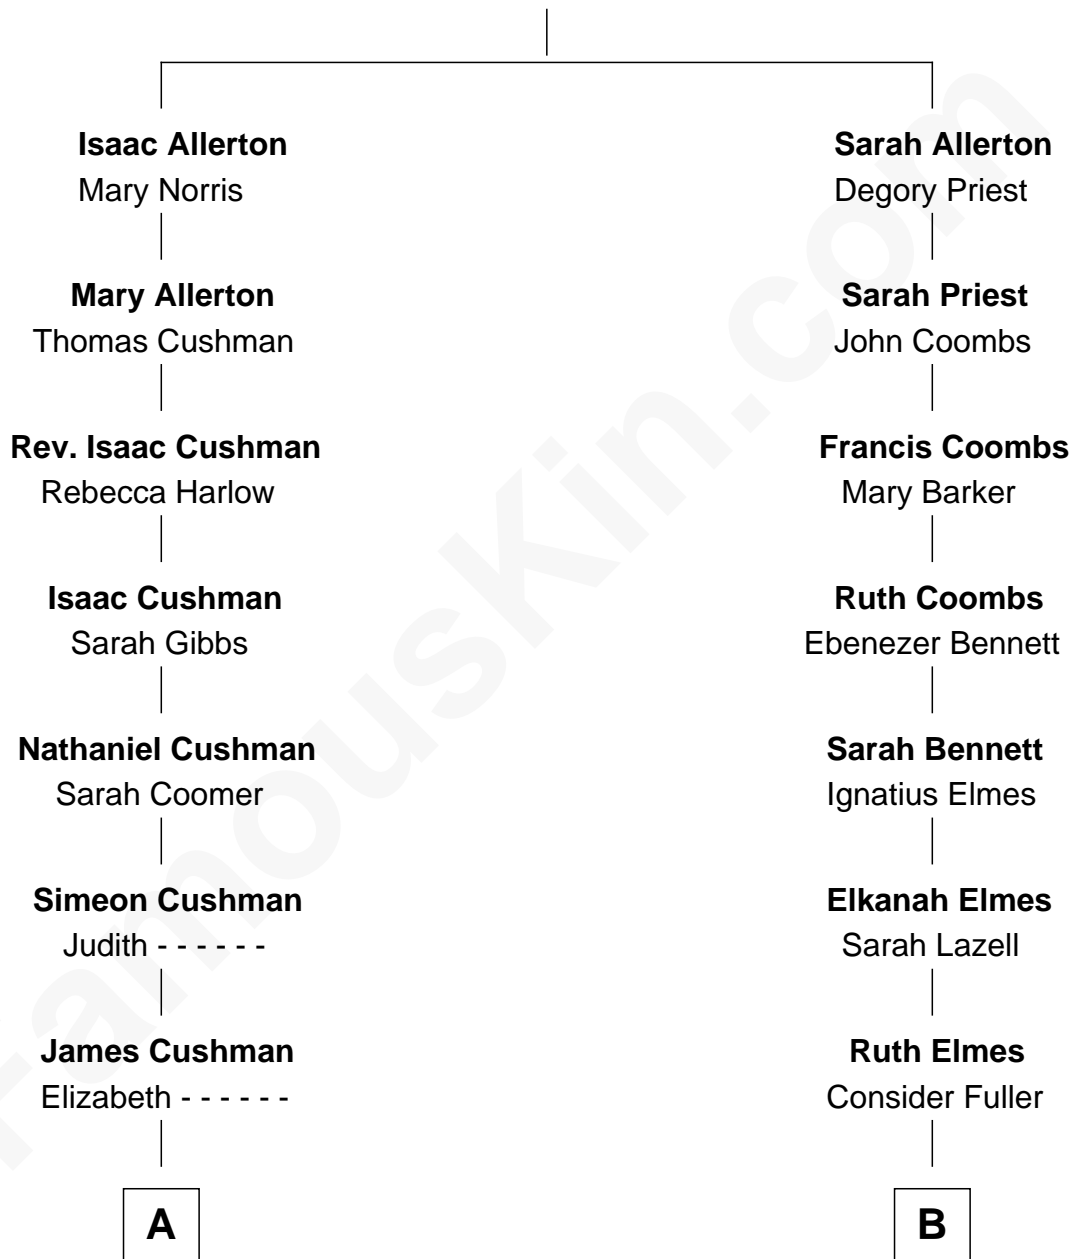 Isaac Allerton
Mary Norris
Sarah Allerton
Degory Priest
Mary Allerton
Thomas Cushman
Sarah Priest
John Coombs
Rev. Isaac Cushman
Rebecca Harlow
Francis Coombs
Mary Barker
Isaac Cushman
Sarah Gibbs
Ruth Coombs
Ebenezer Bennett
Nathaniel Cushman
Sarah Coomer
Sarah Bennett
Ignatius Elmes
Simeon Cushman
Judith - - - - - -
Elkanah Elmes
Sarah Lazell
James Cushman
Elizabeth - - - - - -
Ruth Elmes
Consider Fuller
A
B
FamousKin.com